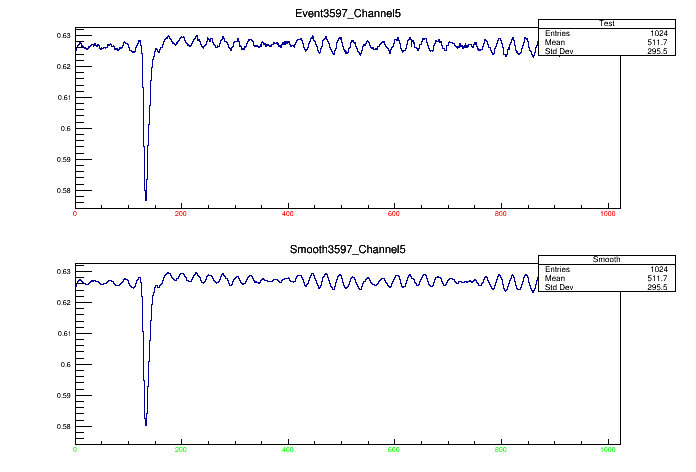 Event3597_Channel5
Test
Entries 1024
Mean 511.7
Std Dev 295.5
0.63
0.62
0.61
0.6
0.59
0.58
0 200 400 600 800 1000
Smooth3597_Channel5
Smooth
Entries 1024
Mean 511.7
Std Dev 295.5
0.63
0.62
0.61
0.6
0.59
0.58
0 200 400 600 800 1000